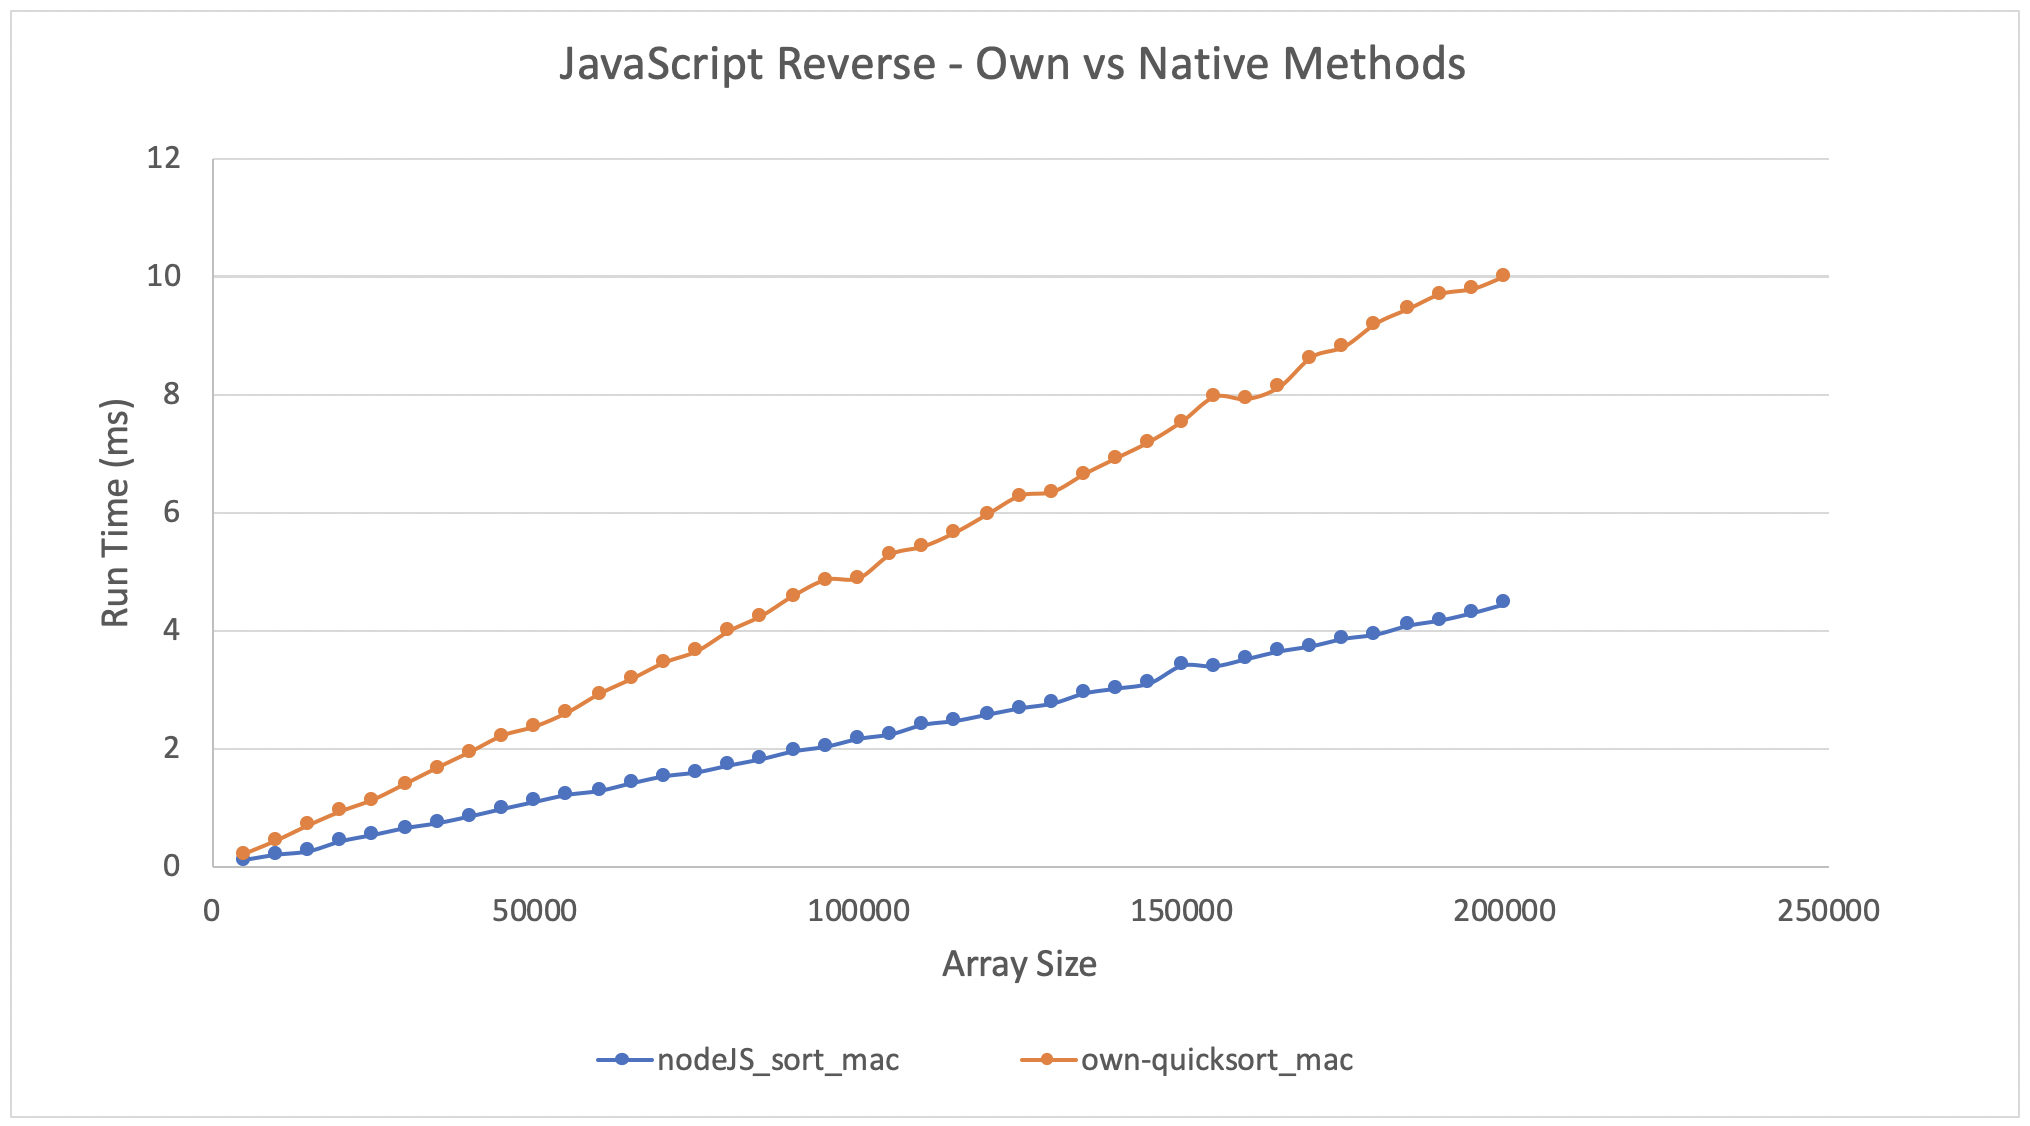 JavaScript Reverse - Own vs Native Methods
12
10
8
6
4
2
0
Run Time (ms)
0 50000 100000 150000 200000 250000
Array Size
nodeJS_sort_mac own-quicksort_mac